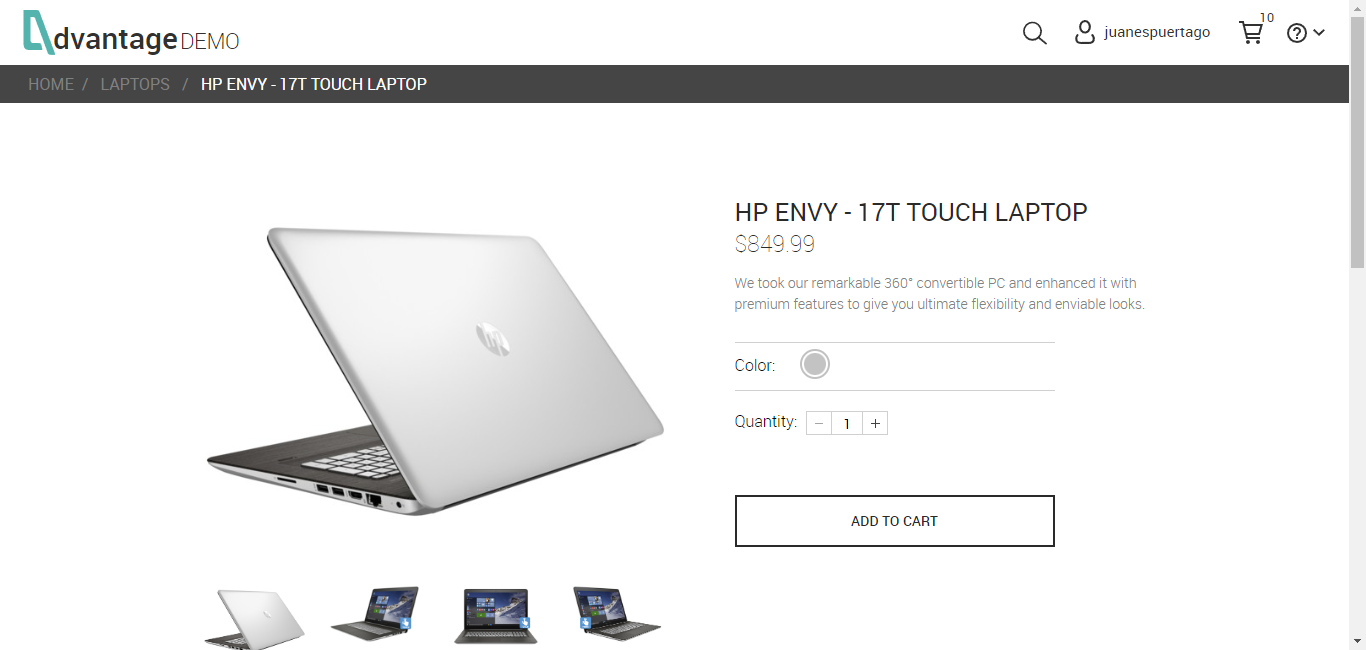 dvantage DEMO
juanespuertago
10
HOME / LAPTOPS / HP ENVY - 17T TOUCH LAPTOP
HP ENVY - 17T TOUCH LAPTOP
$849.99
We took our remarkable 360° convertible PC and enhanced it with
premium features to give you ultimate flexibility and enviable looks.
Color:
Quantity: − 1 +
ADD TO CART
hp